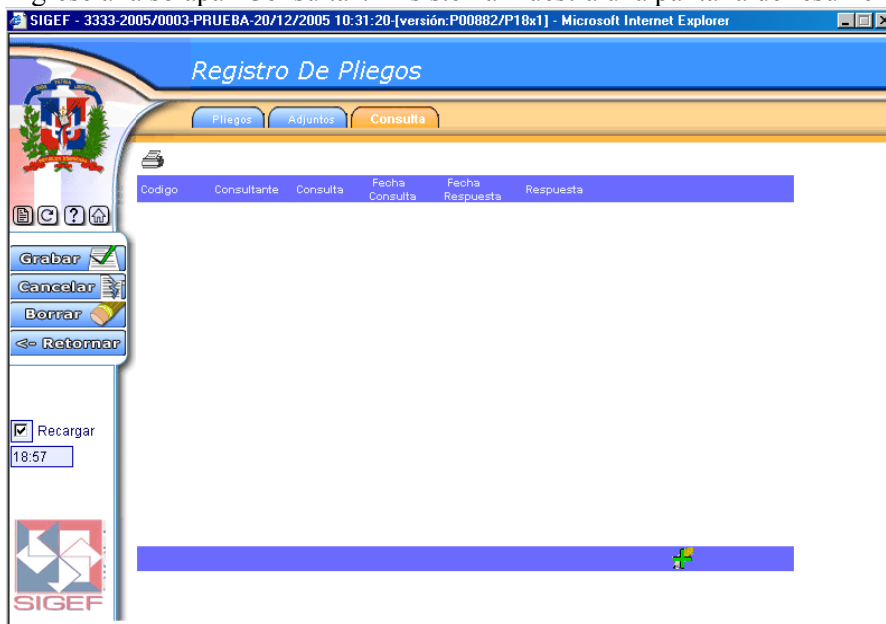 SIGEF - 3333-2005/0003-PRUEBA-20/12/2005 10:31:20-[versión:P00882/P18x1] - Microsoft Internet Explorer
Registro De Pliegos
Pliegos Adjuntos Consulta
Codigo Consultante Consulta Fecha Consulta Fecha Respuesta Respuesta
Grabar
Cancelar
Borrar
<- Retornar
Recargar
18:57
SIGEF